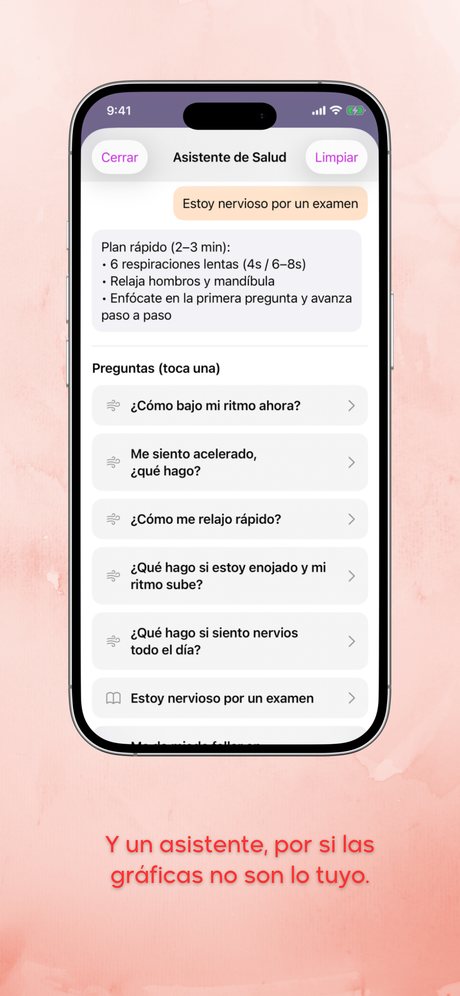 9:41
Cerrar
Asistente de Salud
Limpiar
Estoy nervioso por un examen
Plan rápido (2–3 min):
• 6 respiraciones lentas (4s / 6–8s)
• Relaja hombros y mandíbula
• Enfócate en la primera pregunta y avanza
paso a paso
Preguntas (toca una)
¿Cómo bajo mi ritmo ahora?
Me siento acelerado,
¿qué hago?
¿Cómo me relajo rápido?
¿Qué hago si estoy enojado y mi
ritmo sube?
¿Qué hago si siento nervios
todo el día?
Estoy nervioso por un examen
Y un asistente, por si las
gráficas no son lo tuyo.